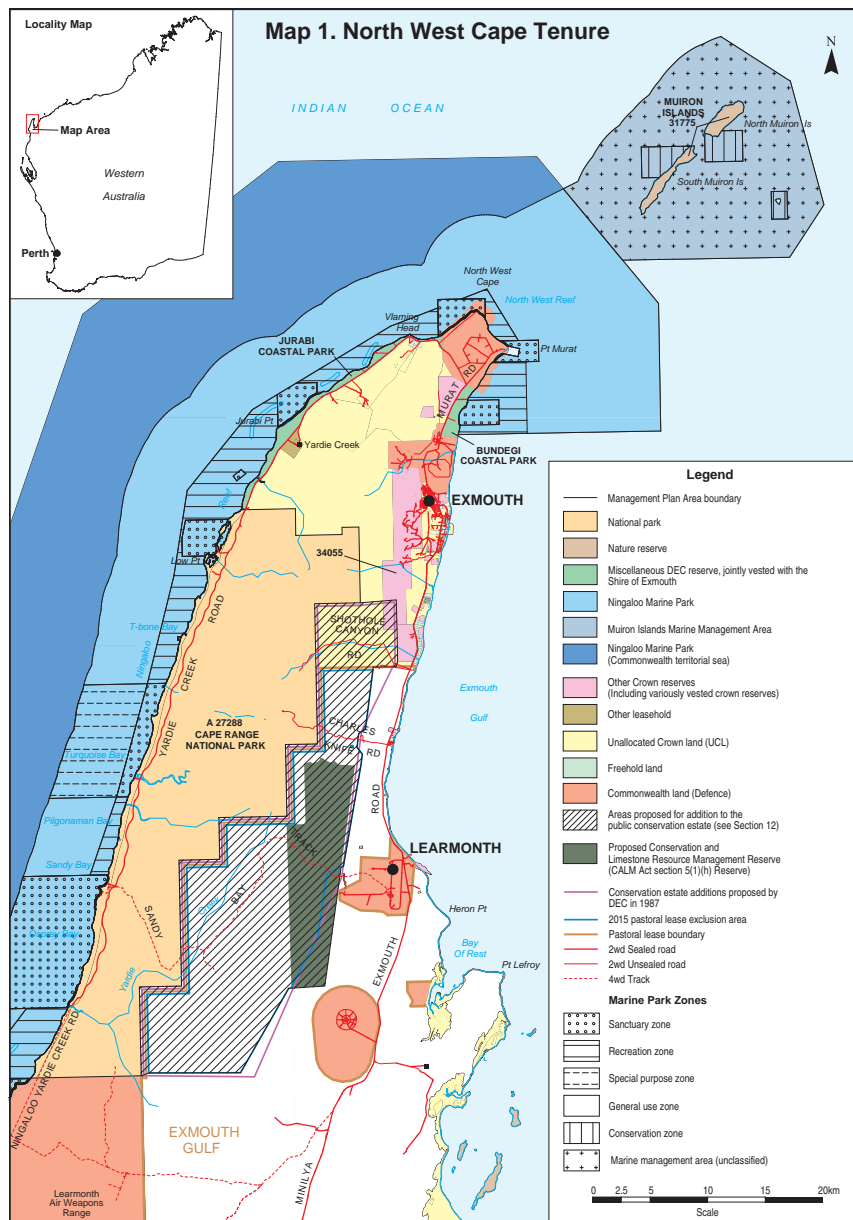 Locality Map
Map Area
Western
Australia
Perth
Map 1. North West Cape Tenure
N
INDIAN OCEAN
MUIRON
ISLANDS
31775
North Muiron Is
South Muiron Is
North West
Cape
North West Reef
Vlaming
Head
JURABI
COASTAL PARK
Pt Murat
MURAT RD
Jurabi Pt
Yardie Creek
BUNDEGI
COASTAL PARK
Reef
EXMOUTH
34055
Low Pt
SHOTHOLE
CANYON
RD
T-bone Bay
Ningaloo
YARDIE CREEK ROAD
Exmouth
Gulf
A 27288
CAPE RANGE
NATIONAL PARK
CHARLES
KNIFE RD
Turquoise Bay
ROAD
Pilgonaman Bay
TRACK
LEARMONTH
Sandy Bay
SANDY BAY
Creek
Yardie
Osprey Bay
Heron Pt
Bay
Of Rest
Pt Lefroy
EXMOUTH
NINGALOO YARDIE CREEK RD
EXMOUTH
GULF
MINILYA
Learmonth
Air Weapons
Range
Legend
Management Plan Area boundary
National park
Nature reserve
Miscellaneous DEC reserve, jointly vested with the
Shire of Exmouth
Ningaloo Marine Park
Muiron Islands Marine Management Area
Ningaloo Marine Park
(Commonwealth territorial sea)
Other Crown reserves
(Including variously vested crown reserves)
Other leasehold
Unallocated Crown land (UCL)
Freehold land
Commonwealth land (Defence)
Areas proposed for addition to the
public conservation estate (see Section 12)
Proposed Conservation and
Limestone Resource Management Reserve
(CALM Act section 5(1)(h) Reserve)
Conservation estate additions proposed by
DEC in 1987
2015 pastoral lease exclusion area
Pastoral lease boundary
2wd Sealed road
2wd Unsealed road
4wd Track
Marine Park Zones
Sanctuary zone
Recreation zone
Special purpose zone
General use zone
Conservation zone
Marine management area (unclassified)
0 2.5 5 10 15 20km
Scale